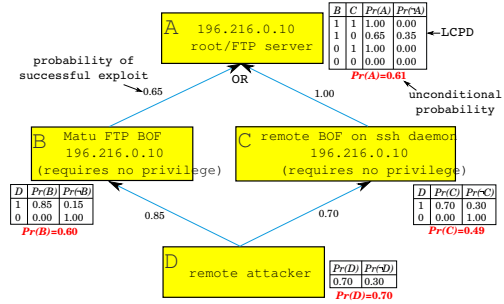 A
196.216.0.10
root/FTP server
B C Pr(A) Pr(¬A)
1 1 1.00 0.00
1 0 0.65 0.35
0 1 1.00 0.00
0 0 0.00 1.00
Pr(A)=0.61
LCPD
unconditional
probability
probability of
successful exploit
0.65
OR
1.00
B
Matu FTP BOF
196.216.0.10
(requires no privilege)
C
remote BOF on ssh daemon
196.216.0.10
(requires no privilege)
D Pr(B) Pr(¬B)
1 0.85 0.15
0 0.00 1.00
Pr(B)=0.60
0.85
0.70
D Pr(C) Pr(¬C)
1 0.70 0.30
0 0.00 1.00
Pr(C)=0.49
D
remote attacker
Pr(D) Pr(¬D)
0.70 0.30
Pr(D)=0.70